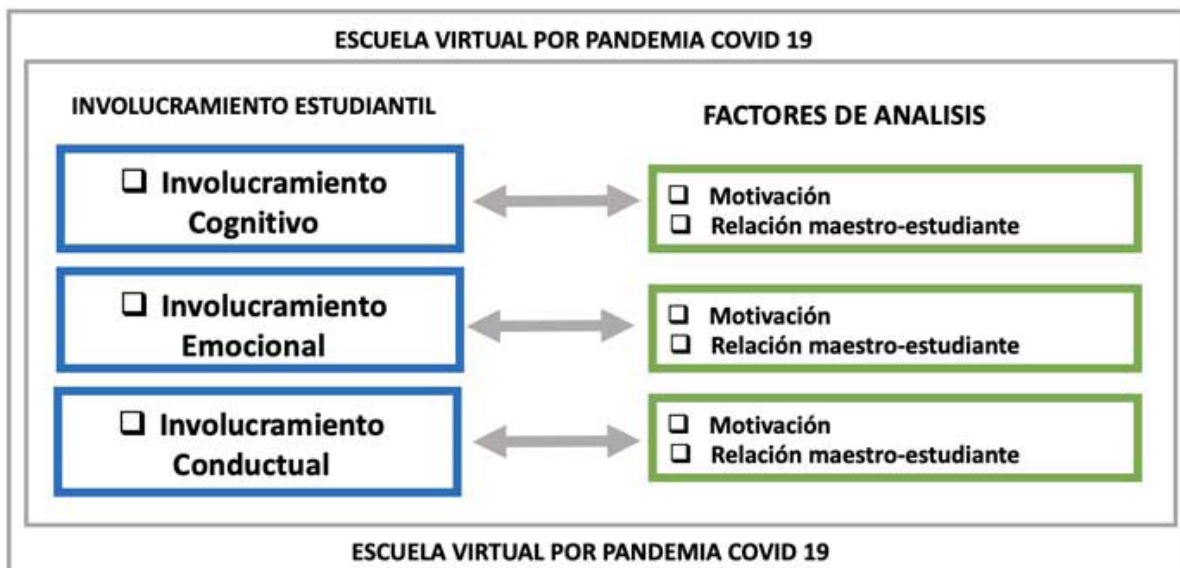 ESCUELA VIRTUAL POR PANDEMIA COVID 19
INVOLUCRAMIENTO ESTUDIANTIL
FACTORES DE ANALISIS
❑ Involucramiento
Cognitivo
❑ Motivación
❑ Relación maestro-estudiante
❑ Involucramiento
Emocional
❑ Motivación
❑ Relación maestro-estudiante
❑ Involucramiento
Conductual
❑ Motivación
❑ Relación maestro-estudiante
ESCUELA VIRTUAL POR PANDEMIA COVID 19